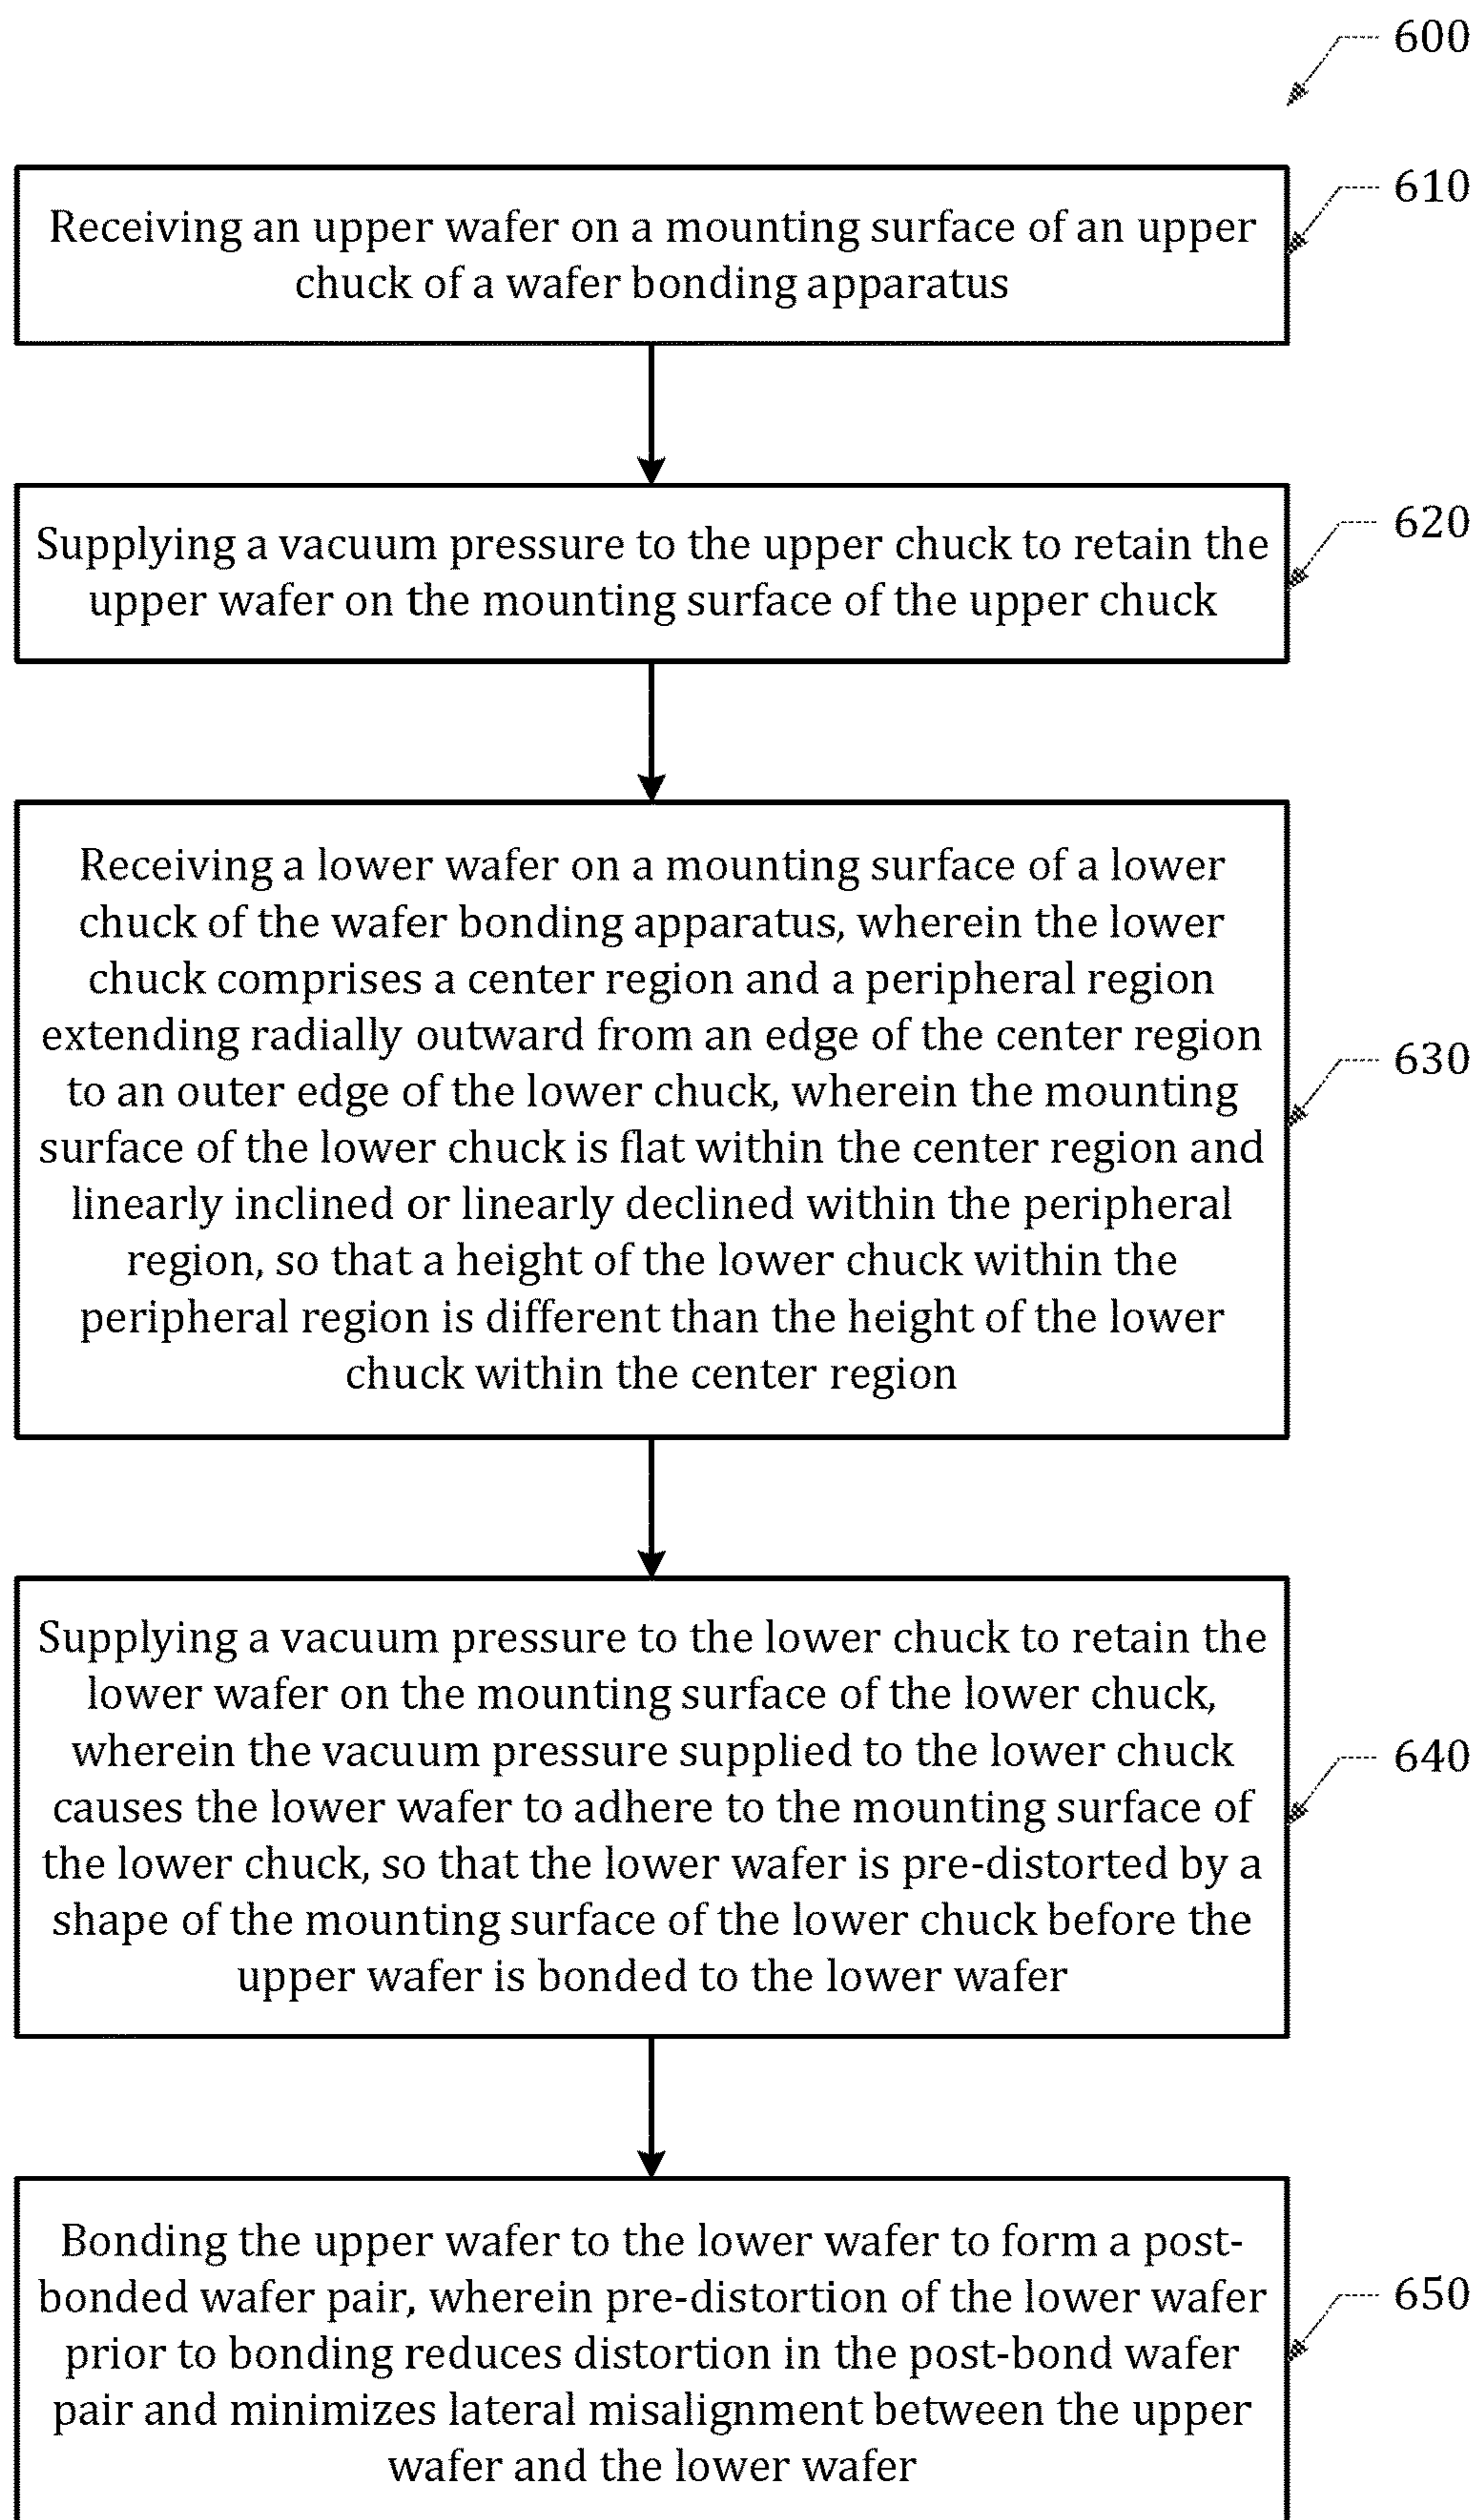 600
610
Receiving an upper wafer on a mounting surface of an upper
chuck of a wafer bonding apparatus
620
Supplying a vacuum pressure to the upper chuck to retain the
upper wafer on the mounting surface of the upper chuck
Receiving a lower wafer on a mounting surface of a lower
chuck of the wafer bonding apparatus, wherein the lower
chuck comprises a center region and a peripheral region
extending radially outward from an edge of the center region
630
to an outer edge of the lower chuck, wherein the mounting
surface of the lower chuck is flat within the center region and
linearly inclined or linearly declined within the peripheral
region, so that a height of the lower chuck within the
peripheral region is different than the height of the lower
chuck within the center region
Supplying a vacuum pressure to the lower chuck to retain the
lower wafer on the mounting surface of the lower chuck,
wherein the vacuum pressure supplied to the lower chuck
640
causes the lower wafer to adhere to the mounting surface of
the lower chuck, so that the lower wafer is pre-distorted by a
shape of the mounting surface of the lower chuck before the
upper wafer is bonded to the lower wafer
Bonding the upper wafer to the lower wafer to form a post-
bonded wafer pair, wherein pre-distortion of the lower wafer
650
prior to bonding reduces distortion in the post-bond wafer
pair and minimizes lateral misalignment between the upper
wafer and the lower wafer